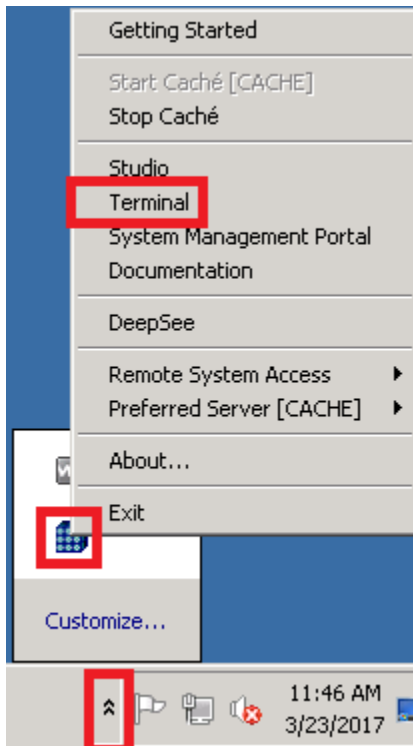 Getting Started
Start Caché [CACHE]
Stop Caché
Studio
Terminal
System Management Portal
Documentation
DeepSee
Remote System Access
Preferred Server [CACHE]
About...
Exit
Customize...
11:46 AM
3/23/2017